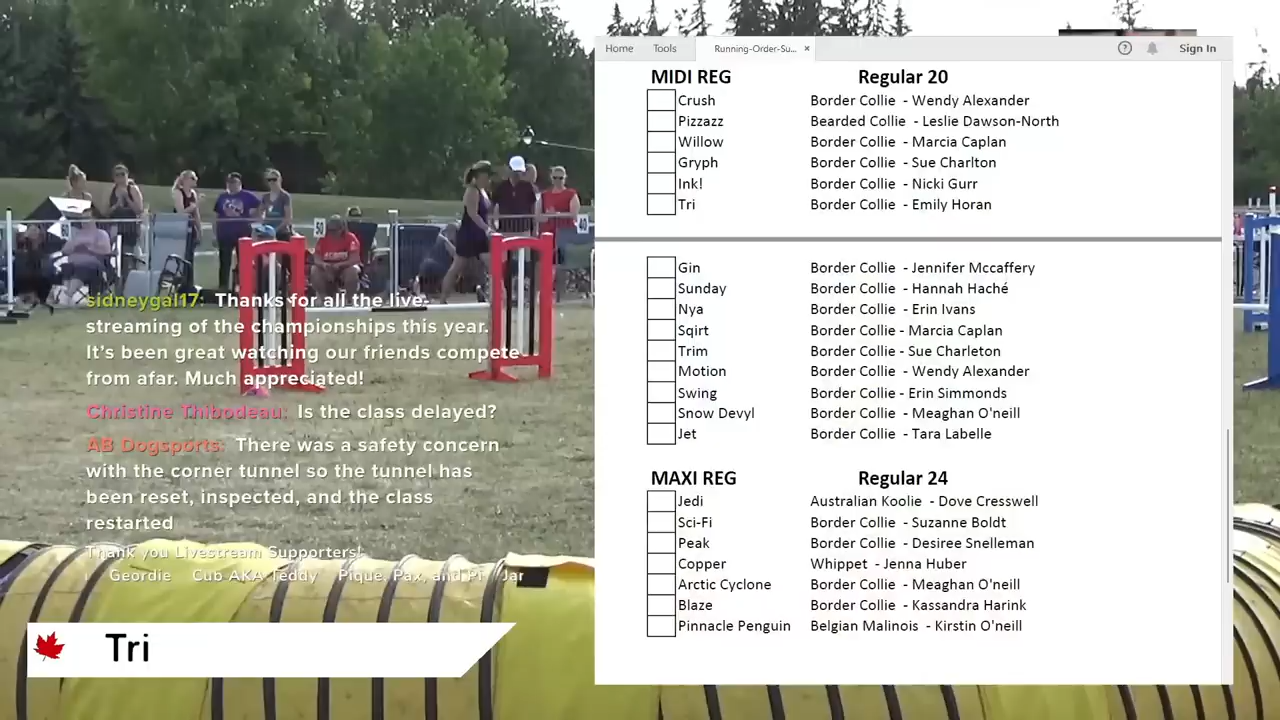 Home Tools Running-Order-Su... × ? Sign In
MIDI REG Regular 20
Crush Border Collie - Wendy Alexander
Pizzazz Bearded Collie - Leslie Dawson-North
Willow Border Collie - Marcia Caplan
Gryph Border Collie - Sue Charlton
Ink! Border Collie - Nicki Gurr
Tri Border Collie - Emily Horan
Gin Border Collie - Jennifer Mccaffery
Sunday Border Collie - Hannah Haché
Nya Border Collie - Erin Ivans
Sqirt Border Collie - Marcia Caplan
Trim Border Collie - Sue Charleton
Motion Border Collie - Wendy Alexander
Swing Border Collie - Erin Simmonds
Snow Devyl Border Collie - Meaghan O'neill
Jet Border Collie - Tara Labelle
MAXI REG Regular 24
Jedi Australian Koolie - Dove Cresswell
Sci-Fi Border Collie - Suzanne Boldt
Peak Border Collie - Desiree Snelleman
Copper Whippet - Jenna Huber
Arctic Cyclone Border Collie - Meaghan O'neill
Blaze Border Collie - Kassandra Harink
Pinnacle Penguin Belgian Malinois - Kirstin O'neill
60
50
40
sidneygal17: Thanks for all the live-
streaming of the championships this year.
It's been great watching our friends compete
from afar. Much appreciated!
Christine Thibodeau: Is the class delayed?
AB Dogsports: There was a safety concern
with the corner tunnel so the tunnel has
been reset, inspected, and the class
restarted
Thank you Livestream Supporters!
Geordie Cub AKA Teddy Pique, Pax, and Pi Jar
Tri